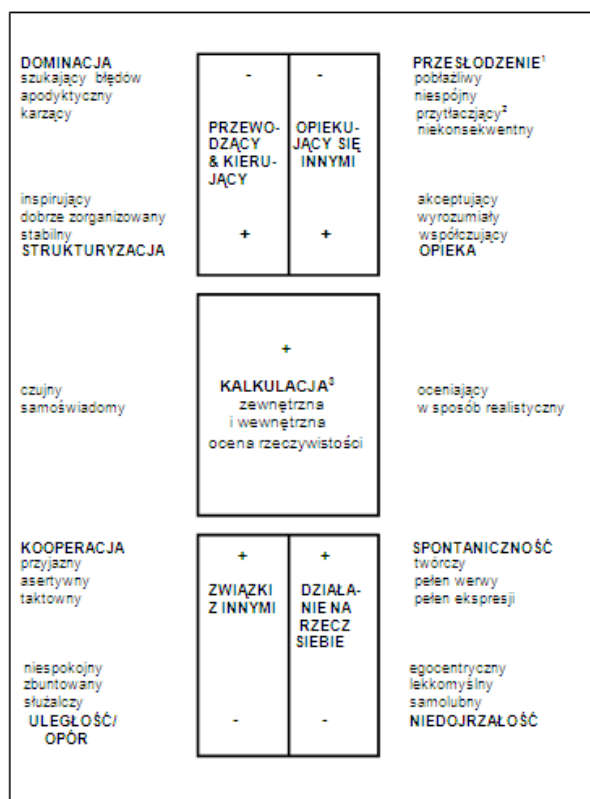 DOMINACJA
szukający błędów
apodyktyczny
karzący
-
-
PRZESŁODZENIE¹
pobłażliwy
niespójny
przytłaczjący²
niekonsekwentny
PRZEWO-
DZĄCY
& KIERU-
JĄCY
OPIEKU-
JĄCY SIĘ
INNYMI
inspirujący
dobrze zorganizowany
stabilny
STRUKTURYZACJA
+
+
akceptujący
wyrozumiały
współczujący
OPIEKA
czujny
samoświadomy
+
KALKULACJA³
zewnętrzna
i wewnętrzna
ocena rzeczywistości
oceniający
w sposób realistyczny
KOOPERACJA
przyjazny
asertywny
taktowny
+
+
ZWIĄZKI
Z INNYMI
DZIAŁA-
NIE NA
RZECZ
SIEBIE
SPONTANICZNOŚĆ
twórczy
pełen werwy
pełen ekspresji
niespokojny
zbuntowany
służalczy
ULEGŁOŚĆ/
OPÓR
-
-
egocentryczny
lekkomyślny
samolubny
NIEDOJRZAŁOŚĆ